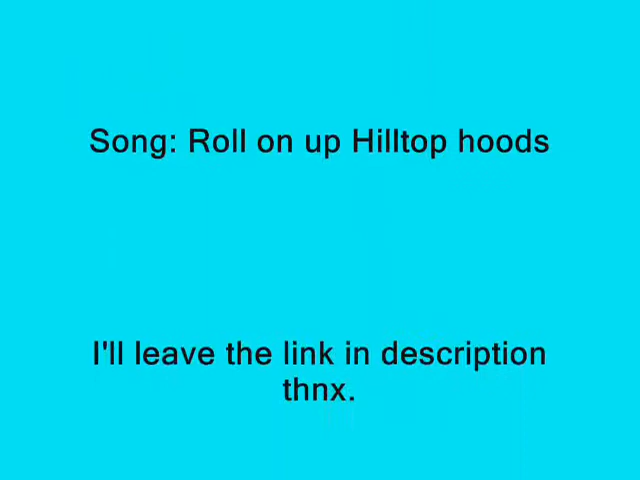 Song: Roll on up Hilltop hoods
I'll leave the link in description
thnx.